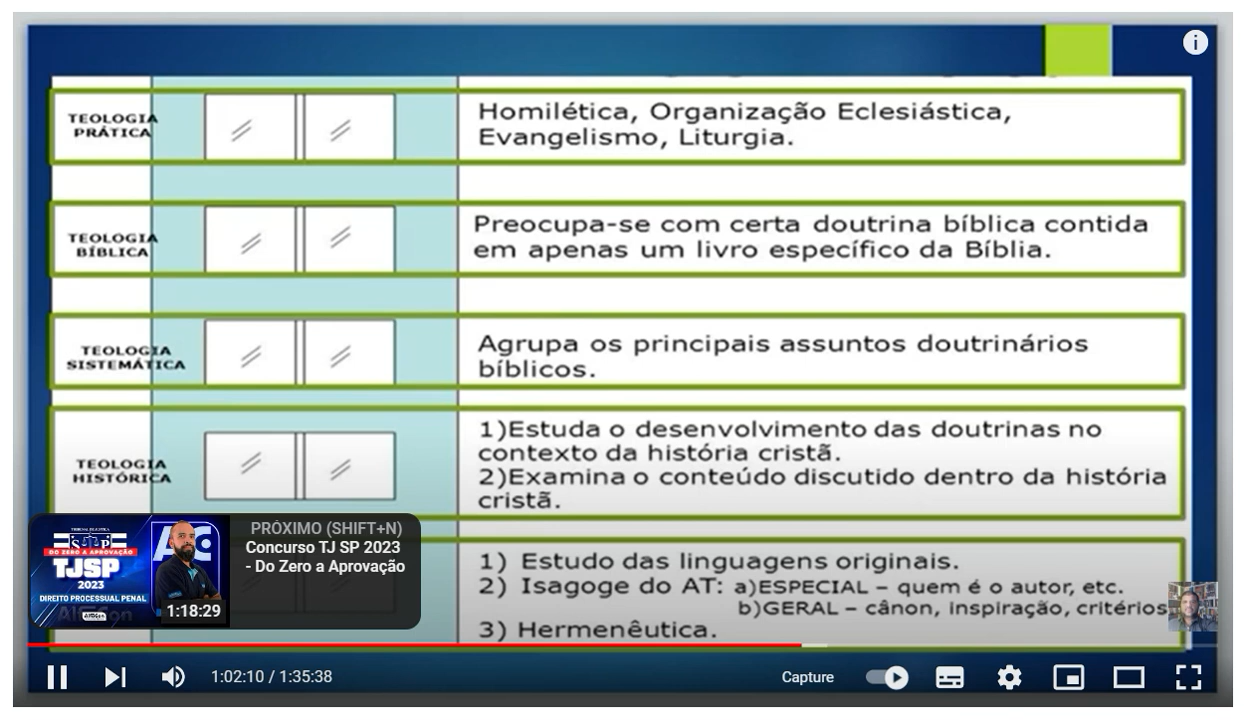 TEOLOGIA
PRÁTICA
Homilética, Organização Eclesiástica,
Evangelismo, Liturgia.
TEOLOGIA
BÍBLICA
Preocupa-se com certa doutrina bíblica contida
em apenas um livro específico da Bíblia.
TEOLOGIA
SISTEMÁTICA
Agrupa os principais assuntos doutrinários
bíblicos.
TEOLOGIA
HISTÓRICA
1)Estuda o desenvolvimento das doutrinas no
contexto da história cristã.
2)Examina o conteúdo discutido dentro da história
cristã.
1) Estudo das linguagens originais.
2) Isagoge do AT: a)ESPECIAL – quem é o autor, etc.
b)GERAL – cânon, inspiração, critérios
3) Hermenêutica.
PRÓXIMO (SHIFT+N)
Concurso TJ SP 2023
- Do Zero a Aprovação
DO ZERO A APROVAÇÃO
TJSP
2023
DIREITO PROCESSUAL PENAL
1:18:29
1:02:10 / 1:35:38
Capture